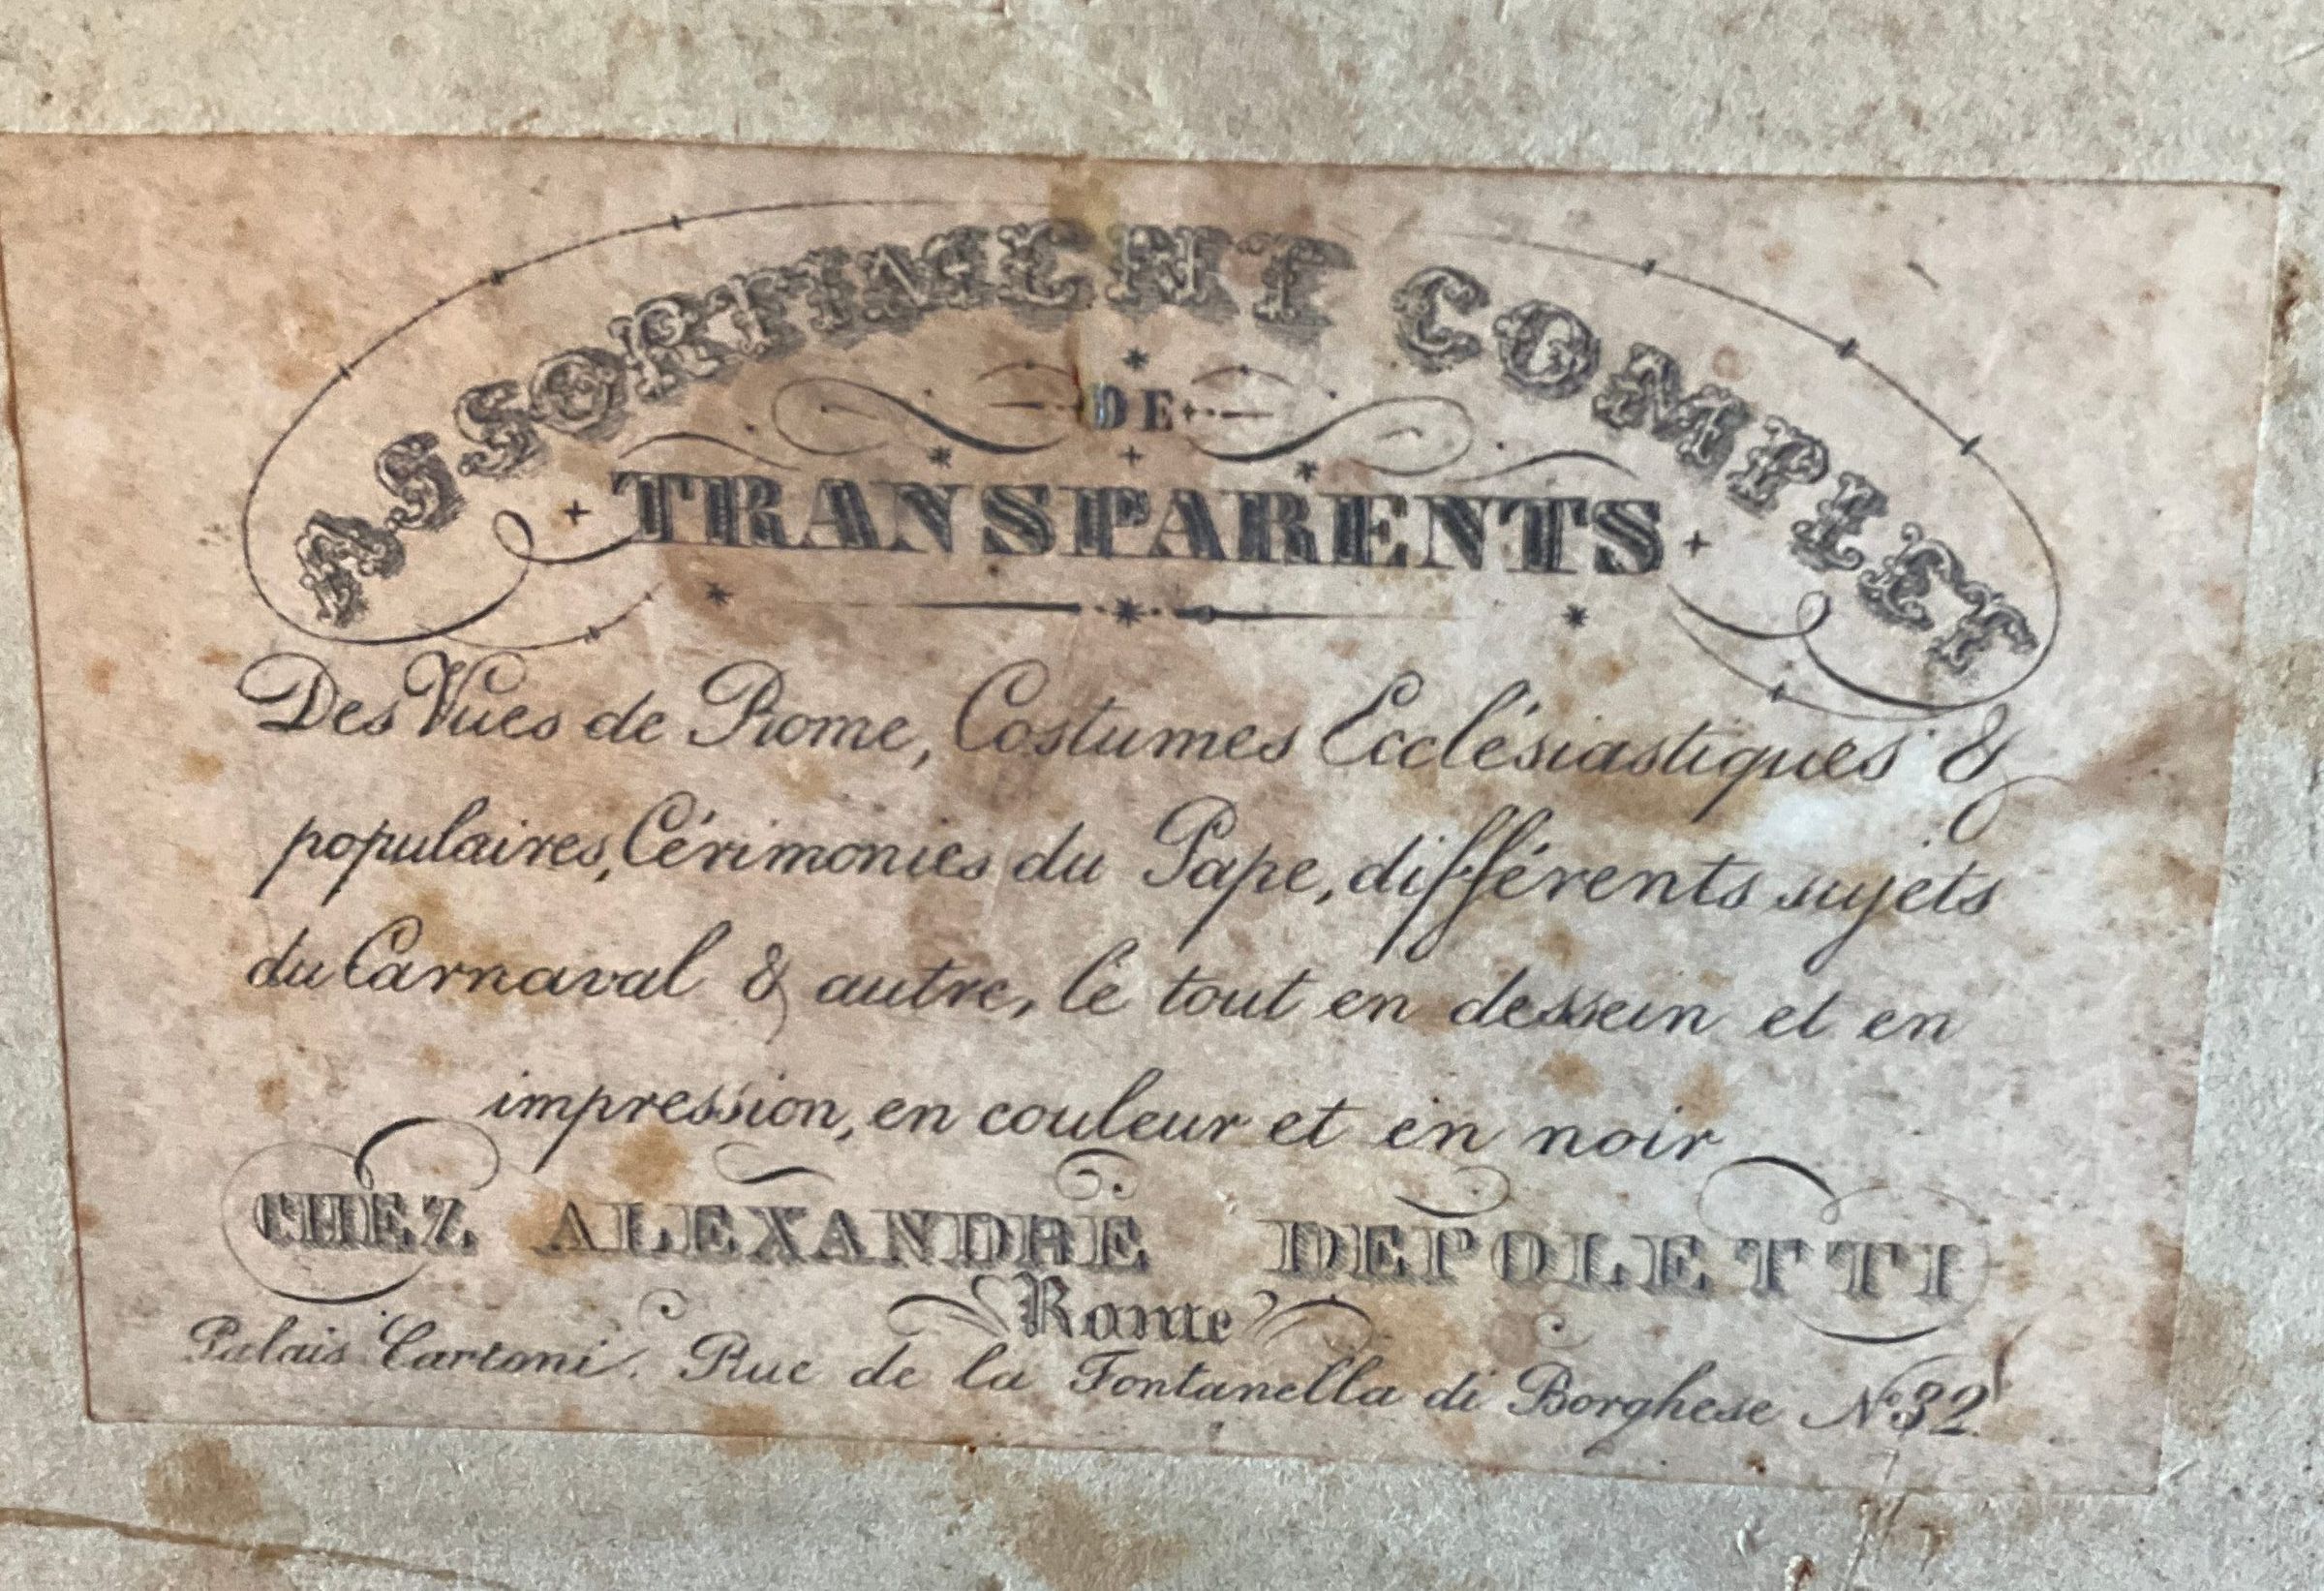 ASSORTIMENT COMPLET
DE
TRANSPARENTS
Des Vues de Rome, Costumes Ecclésiastiques &
populaires, Cérimonies du Pape, différents sujets
du Carnaval & autre, le tout en dessein et en
impression, en couleur et en noir
CHEZ ALEXANDRE DEPOLETTI
Rome
Palais Cartoni. Rue de la Fontanella di Borghese N 32